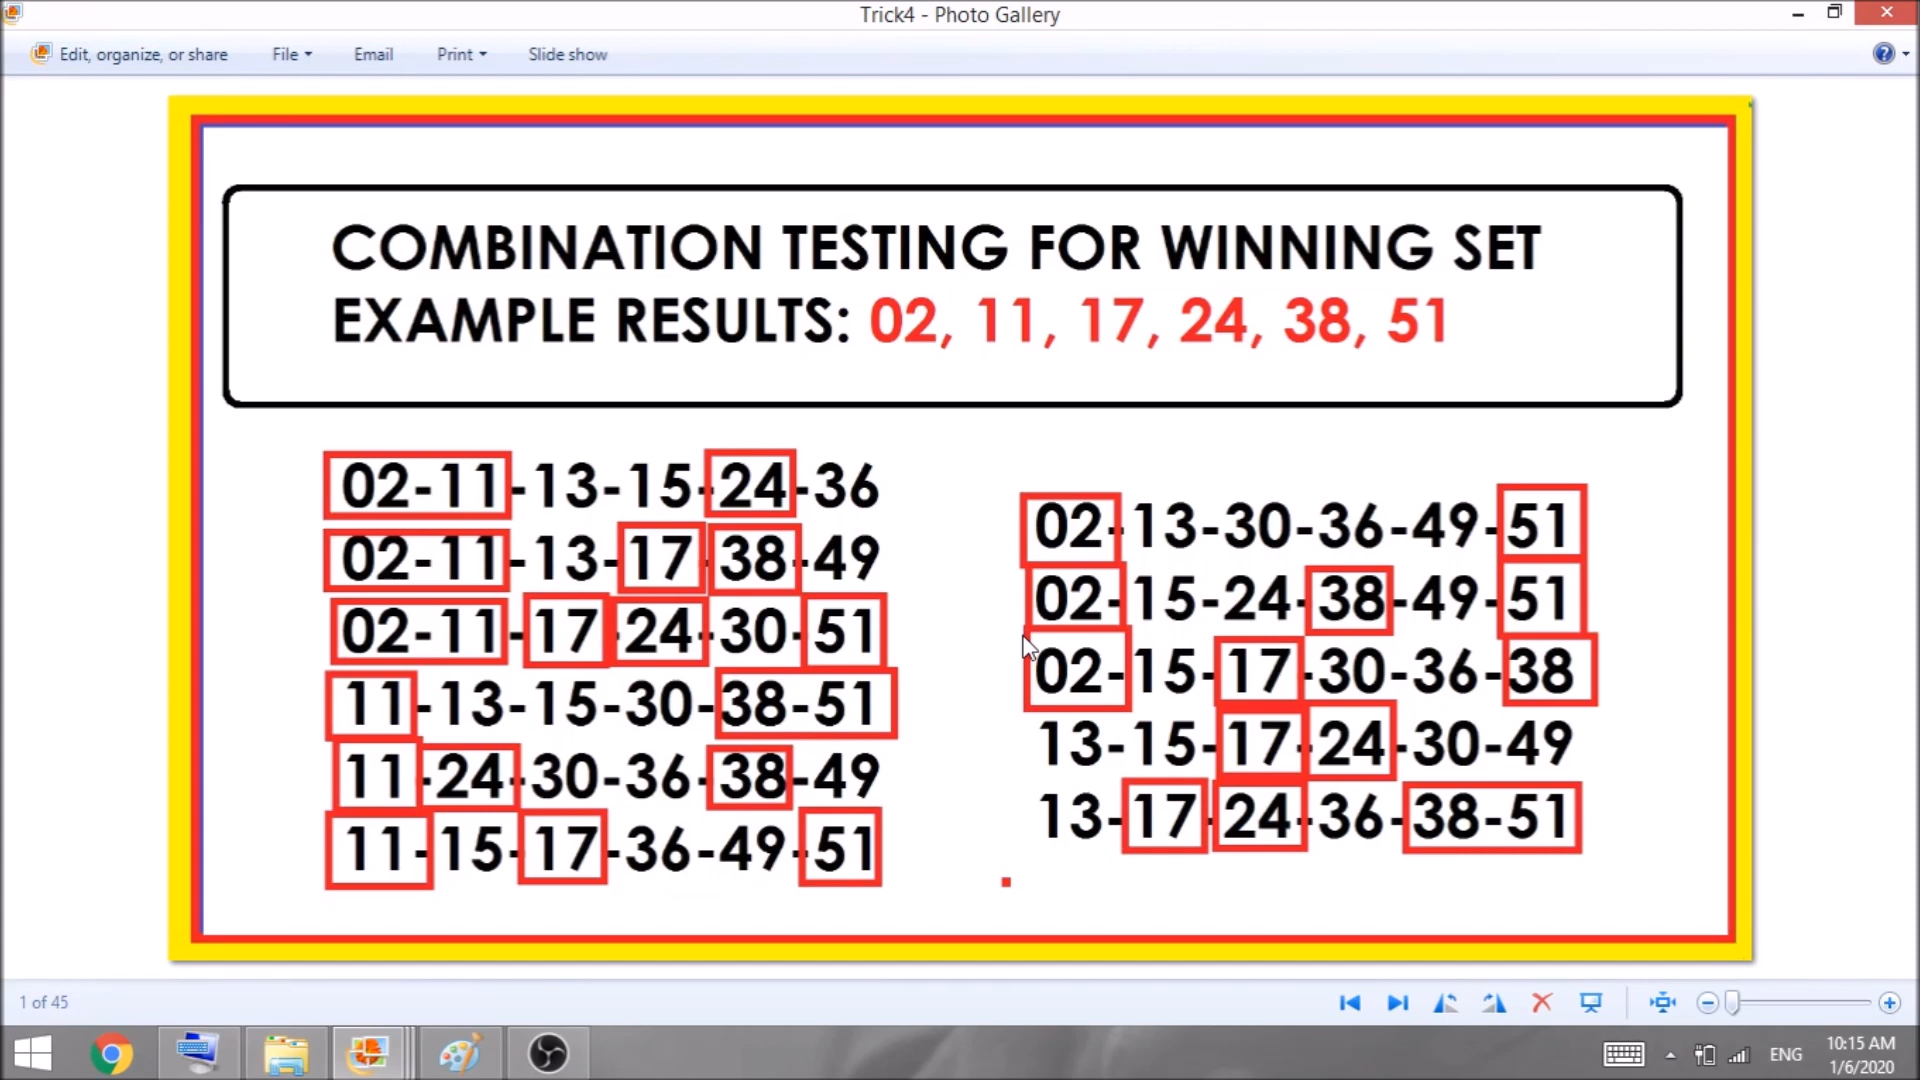 Trick4 - Photo Gallery
Edit, organize, or share File Email Print Slide show
COMBINATION TESTING FOR WINNING SET
EXAMPLE RESULTS: 02, 11, 17, 24, 38, 51
02-11-13-15-24-36
02-11-13-17-38-49
02-11-17-24-30-51
11-13-15-30-38-51
11-24-30-36-38-49
11-15-17-36-49-51
02-13-30-36-49-51
02-15-24-38-49-51
02-15-17-30-36-38
13-15-17-24-30-49
13-17-24-36-38-51
1 of 45
ENG
10:15 AM
1/6/2020